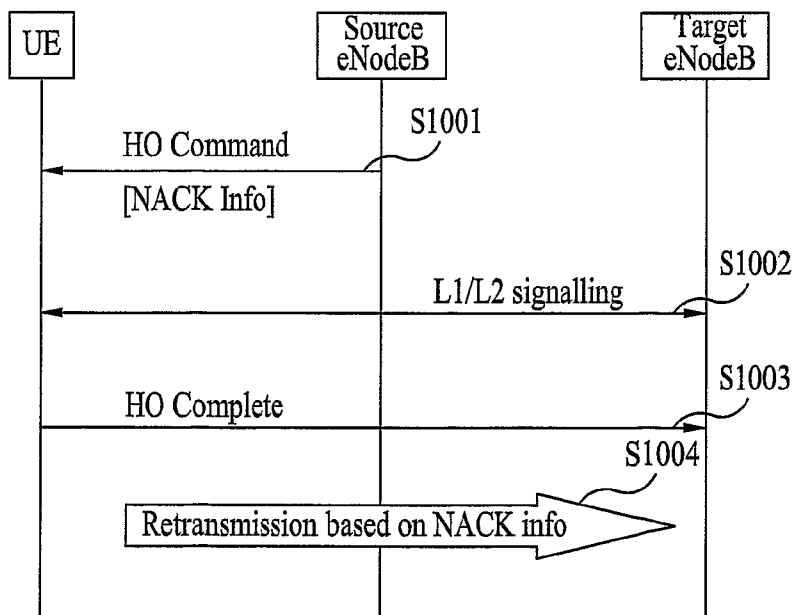 UE
Source
eNodeB
Target
eNodeB
S1001
HO Command
[NACK Info]
S1002
L1/L2 signalling
S1003
HO Complete
S1004
Retransmission based on NACK info